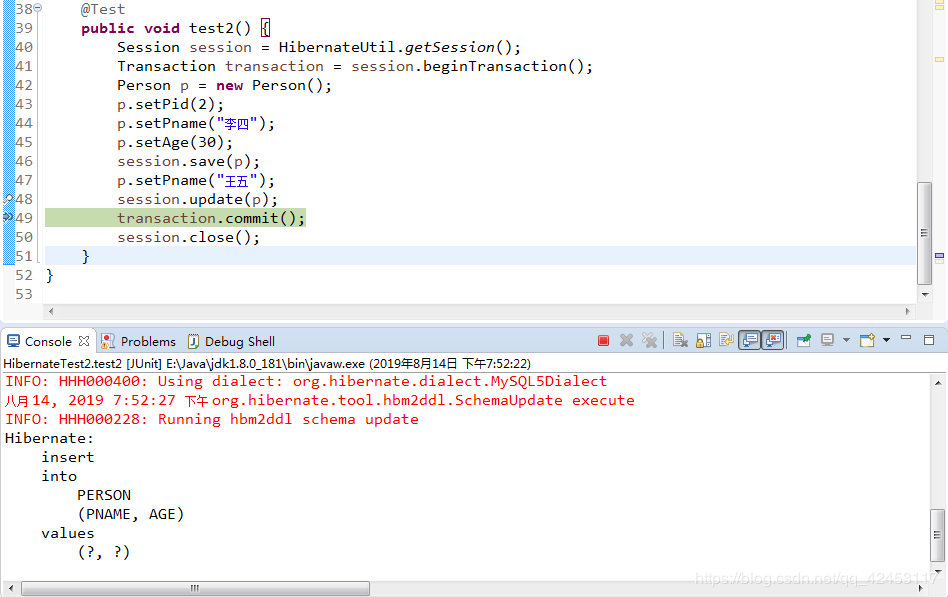 38 @Test
39 public void test2() {
40 Session session = HibernateUtil.getSession();
41 Transaction transaction = session.beginTransaction();
42 Person p = new Person();
43 p.setPid(2);
44 p.setPname("李四");
45 p.setAge(30);
46 session.save(p);
47 p.setPname("王五");
48 session.update(p);
49 transaction.commit();
50 session.close();
51 }
52 }
53
Console Problems Debug Shell
HibernateTest2.test2 [JUnit] E:\Java\jdk1.8.0_181\bin\javaw.exe (2019年8月14日 下午7:52:22)
INFO: HHH000400: Using dialect: org.hibernate.dialect.MySQL5Dialect
八月 14, 2019 7:52:27 下午 org.hibernate.tool.hbm2ddl.SchemaUpdate execute
INFO: HHH000228: Running hbm2ddl schema update
Hibernate:
insert
into
PERSON
(PNAME, AGE)
values
(?, ?)
https://blog.csdn.net/qq_42453117